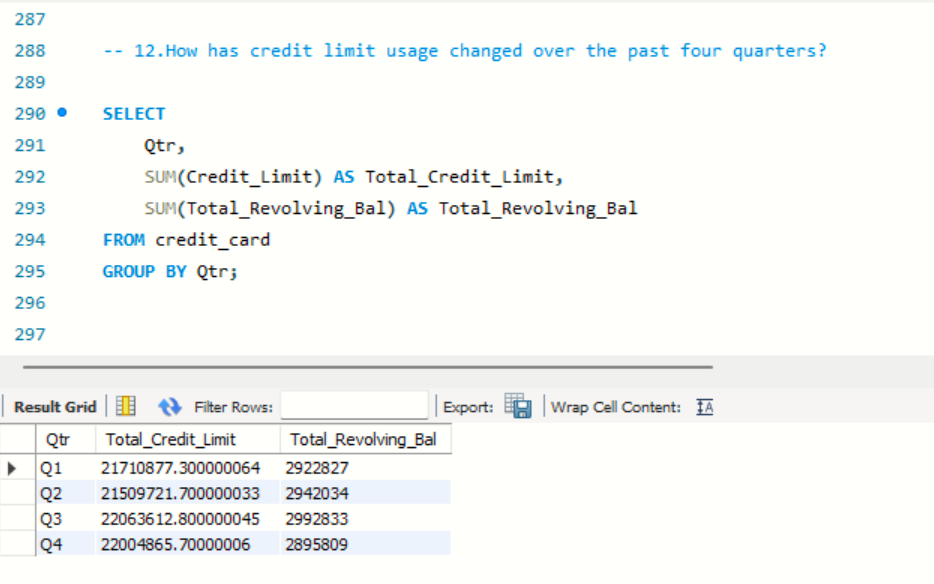 287
288 -- 12.How has credit limit usage changed over the past four quarters?
289
290 SELECT
291 Qtr,
292 SUM(Credit_Limit) AS Total_Credit_Limit,
293 SUM(Total_Revolving_Bal) AS Total_Revolving_Bal
294 FROM credit_card
295 GROUP BY Qtr;
296
297
Result Grid Filter Rows: Export: Wrap Cell Content: IA
Qtr Total_Credit_Limit Total_Revolving_Bal
Q1 21710877.300000064 2922827
Q2 21509721.700000033 2942034
Q3 22063612.800000045 2992833
Q4 22004865.70000006 2895809